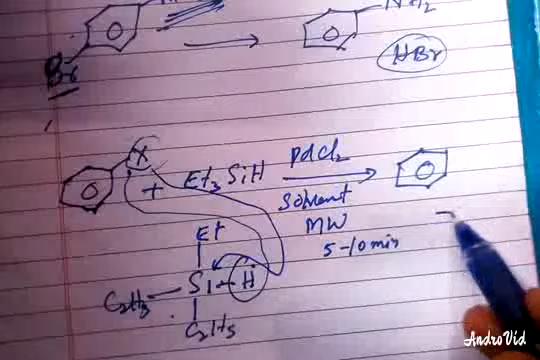 Br
HBr
X
+ Et3SiH
PdCl2
Solvent
MW
5-10 min
Et
C2H5 Si H
C2H5
AndroVid